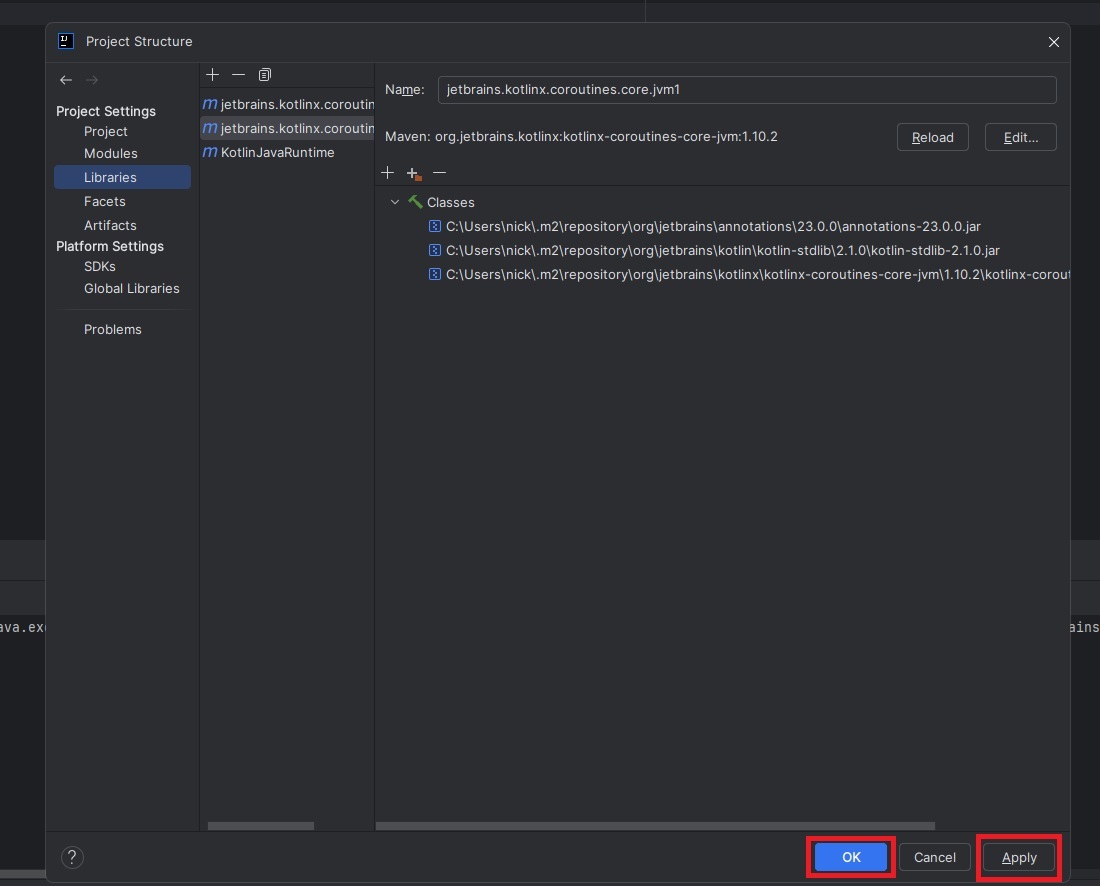 Project Structure
Project Settings
Project
Modules
Libraries
Facets
Artifacts
Platform Settings
SDKs
Global Libraries
Problems
jetbrains.kotlinx.coroutin
jetbrains.kotlinx.coroutin
KotlinJavaRuntime
Name: jetbrains.kotlinx.coroutines.core.jvm1
Maven: org.jetbrains.kotlinx:kotlinx-coroutines-core-jvm:1.10.2
Reload Edit...
Classes
C:\Users\nick\.m2\repository\org\jetbrains\annotations\23.0.0\annotations-23.0.0.jar
C:\Users\nick\.m2\repository\org\jetbrains\kotlin\kotlin-stdlib\2.1.0\kotlin-stdlib-2.1.0.jar
C:\Users\nick\.m2\repository\org\jetbrains\kotlinx\kotlinx-coroutines-core-jvm\1.10.2\kotlinx-corout
ava.ex
ains
? OK Cancel Apply